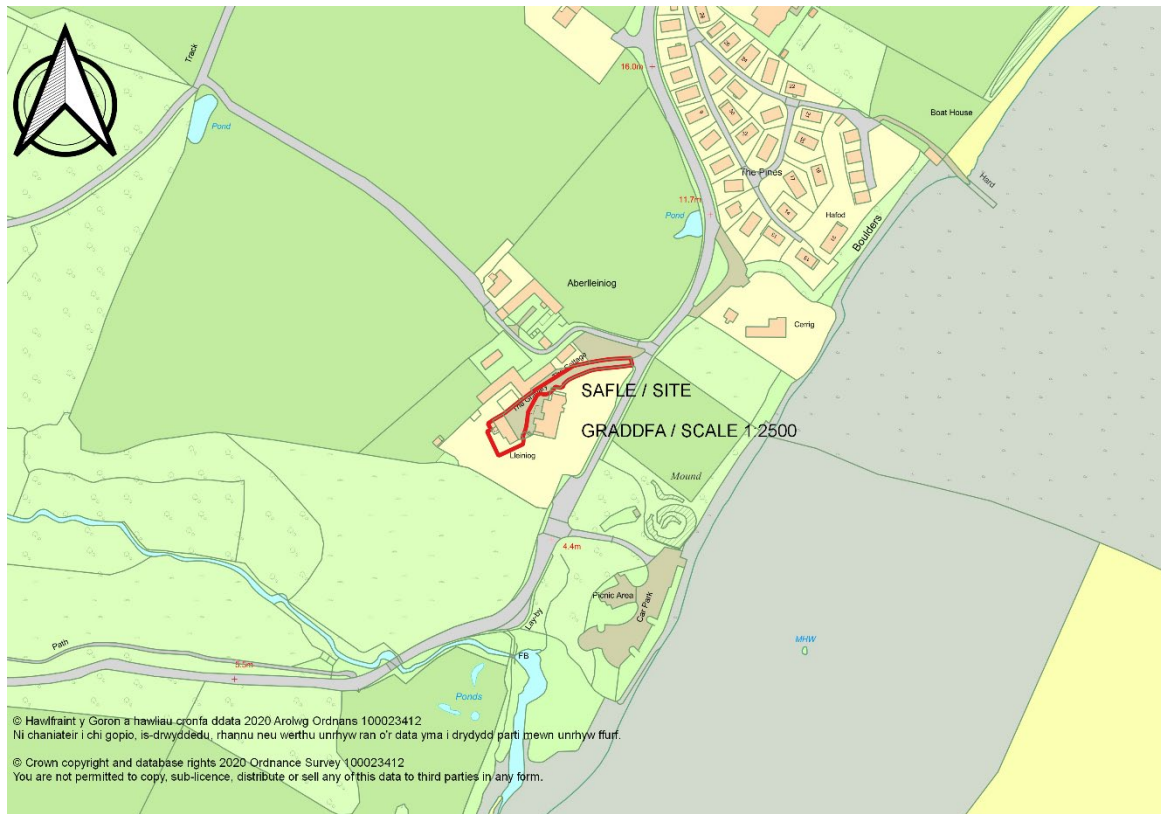 Track
16.0m
Pond
Boat House
Hard
The Pines
11.7m
Pond
Hafod
Boulders
Aberlleiniog
Cerrig
The Cottage
SAFLE / SITE
GRADDFA / SCALE 1:2500
Lleiniog
Mound
4.4m
Picnic Area
Car Park
Lay-by
MHW
Path
FB
5.5m
Ponds
© Hawlfraint y Goron a hawliau cronfa ddata 2020 Arolwg Ordnans 100023412
Ni chaniateir i chi gopio, is-drwyddedu, rhannu neu werthu unrhyw ran o'r data yma i drydydd parti mewn unrhyw ffurf.
© Crown copyright and database rights 2020 Ordnance Survey 100023412
You are not permitted to copy, sub-licence, distribute or sell any of this data to third parties in any form.